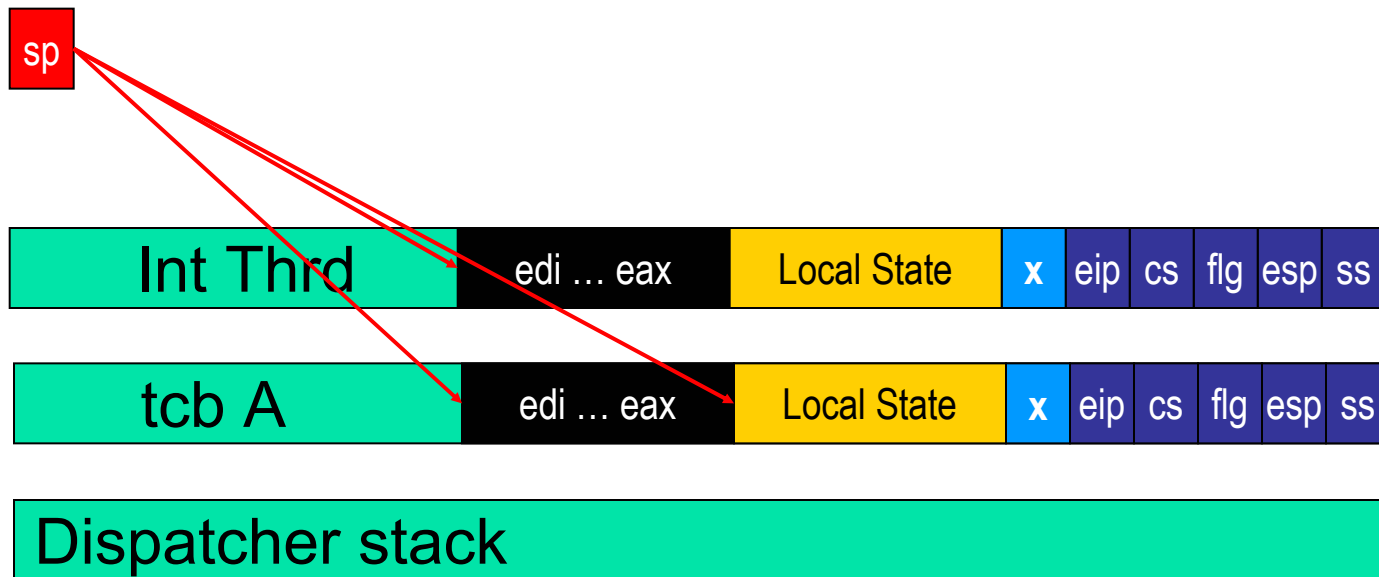 sp
Int Thrd edi ... eax Local State x eip cs flg esp ss
tcb A edi ... eax Local State x eip cs flg esp ss
Dispatcher stack